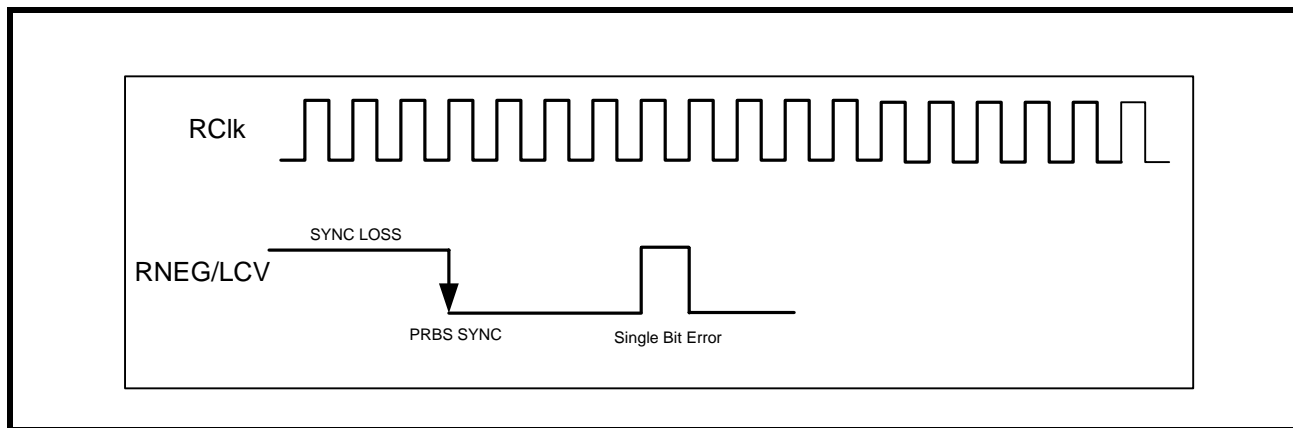 RClk
SYNC LOSS
RNEG/LCV
PRBS SYNC
Single Bit Error